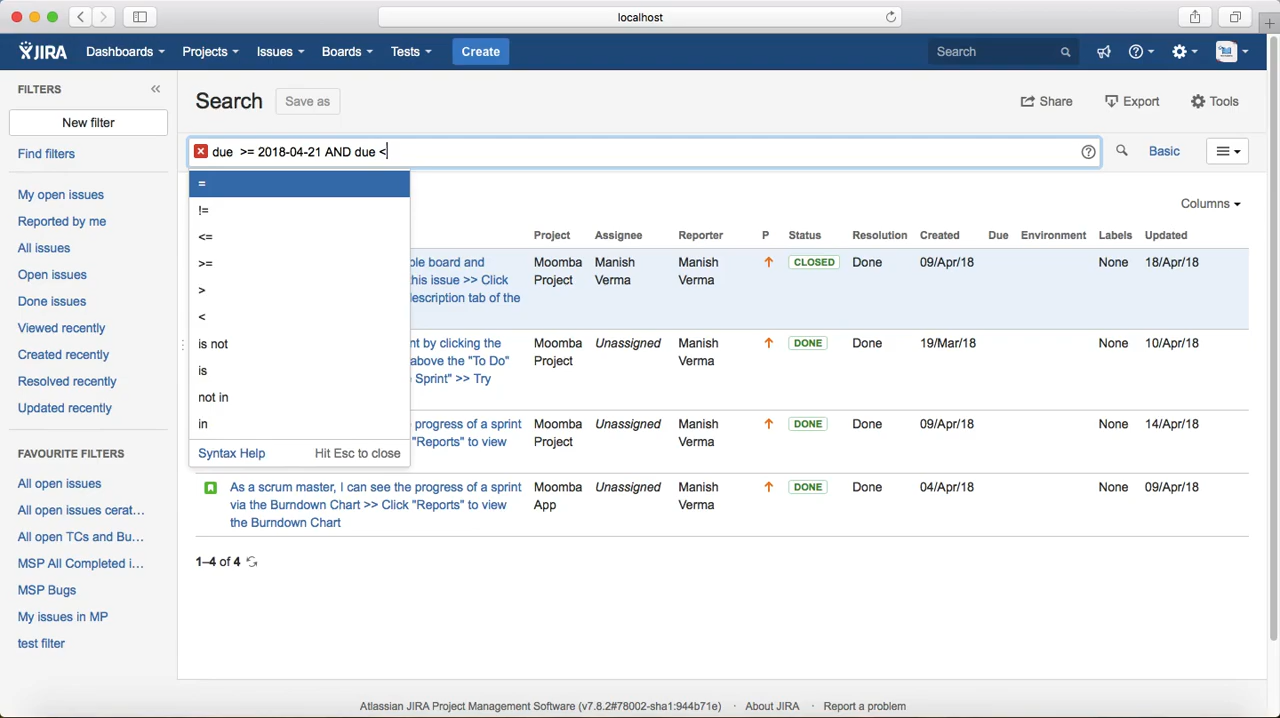 localhost
JIRA Dashboards Projects Issues Boards Tests Create Search
FILTERS
New filter
Find filters
My open issues
Reported by me
All issues
Open issues
Done issues
Viewed recently
Created recently
Resolved recently
Updated recently
FAVOURITE FILTERS
All open issues
All open issues cerat...
All open TCs and Bu...
MSP All Completed i...
MSP Bugs
My issues in MP
test filter
Search Save as Share Export Tools
due >= 2018-04-21 AND due < Basic
=
!=
<=
>=
>
<
is not
is
not in
in
Syntax Help Hit Esc to close
Columns
Project Assignee Reporter P Status Resolution Created Due Environment Labels Updated
ple board and Moomba Manish Manish CLOSED Done 09/Apr/18 None 18/Apr/18
this issue >> Click Project Verma Verma
description tab of the
nt by clicking the Moomba Unassigned Manish DONE Done 19/Mar/18 None 10/Apr/18
above the "To Do" Project Verma
Sprint" >> Try
progress of a sprint Moomba Unassigned Manish DONE Done 09/Apr/18 None 14/Apr/18
"Reports" to view Project Verma
As a scrum master, I can see the progress of a sprint Moomba Unassigned Manish DONE Done 04/Apr/18 None 09/Apr/18
via the Burndown Chart >> Click "Reports" to view App Verma
the Burndown Chart
1–4 of 4
Atlassian JIRA Project Management Software (v7.8.2#78002-sha1:944b71e) · About JIRA · Report a problem